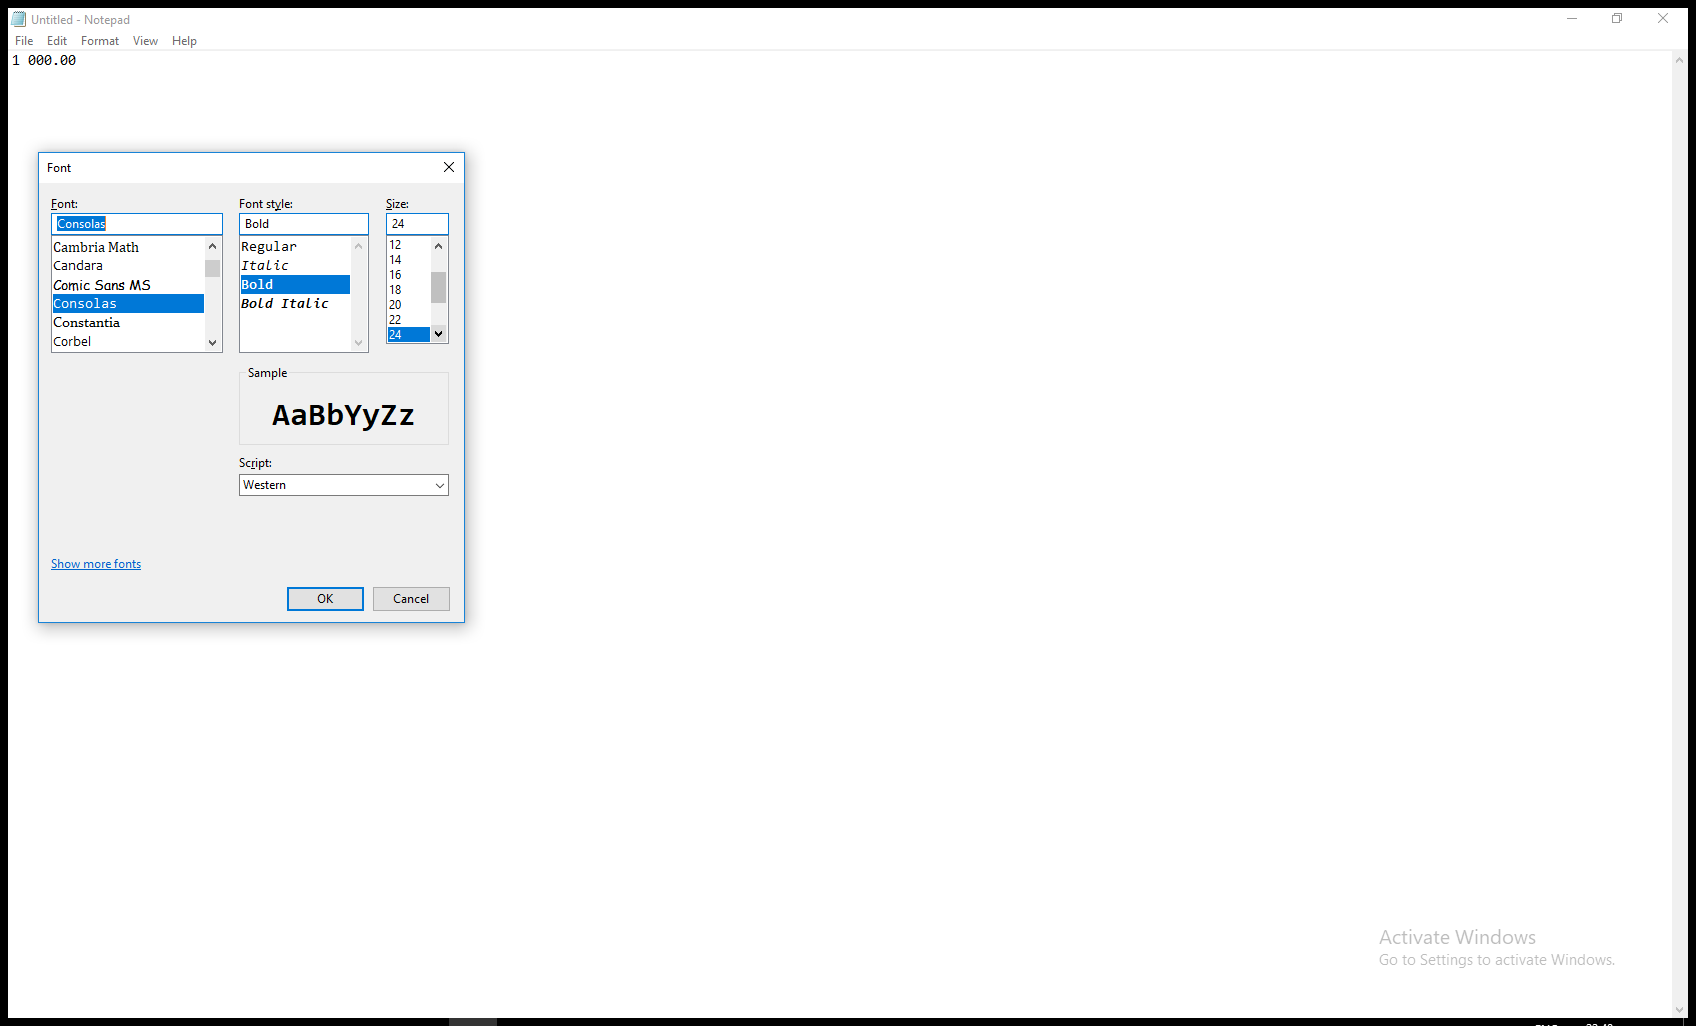 Untitled - Notepad
File Edit Format View Help
1 000.00
Font
Font:
Consolas
Cambria Math
Candara
Comic Sans MS
Consolas
Constantia
Corbel
Font style:
Bold
Regular
Italic
Bold
Bold Italic
Size:
24
12
14
16
18
20
22
24
Sample
AaBbYyZz
Script:
Western
Show more fonts
OK Cancel
Activate Windows
Go to Settings to activate Windows.